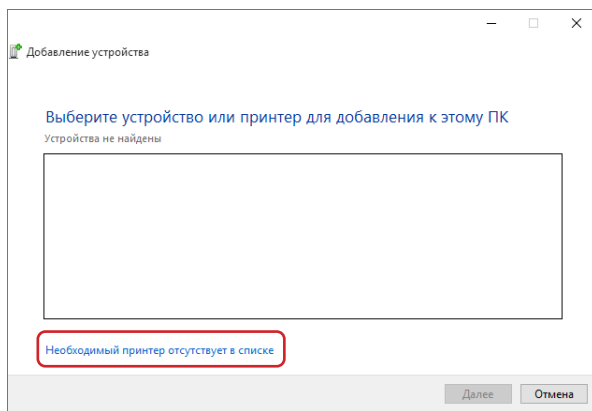 Добавление устройства
Выберите устройство или принтер для добавления к этому ПК
Устройства не найдены
Необходимый принтер отсутствует в списке
Далее
Отмена